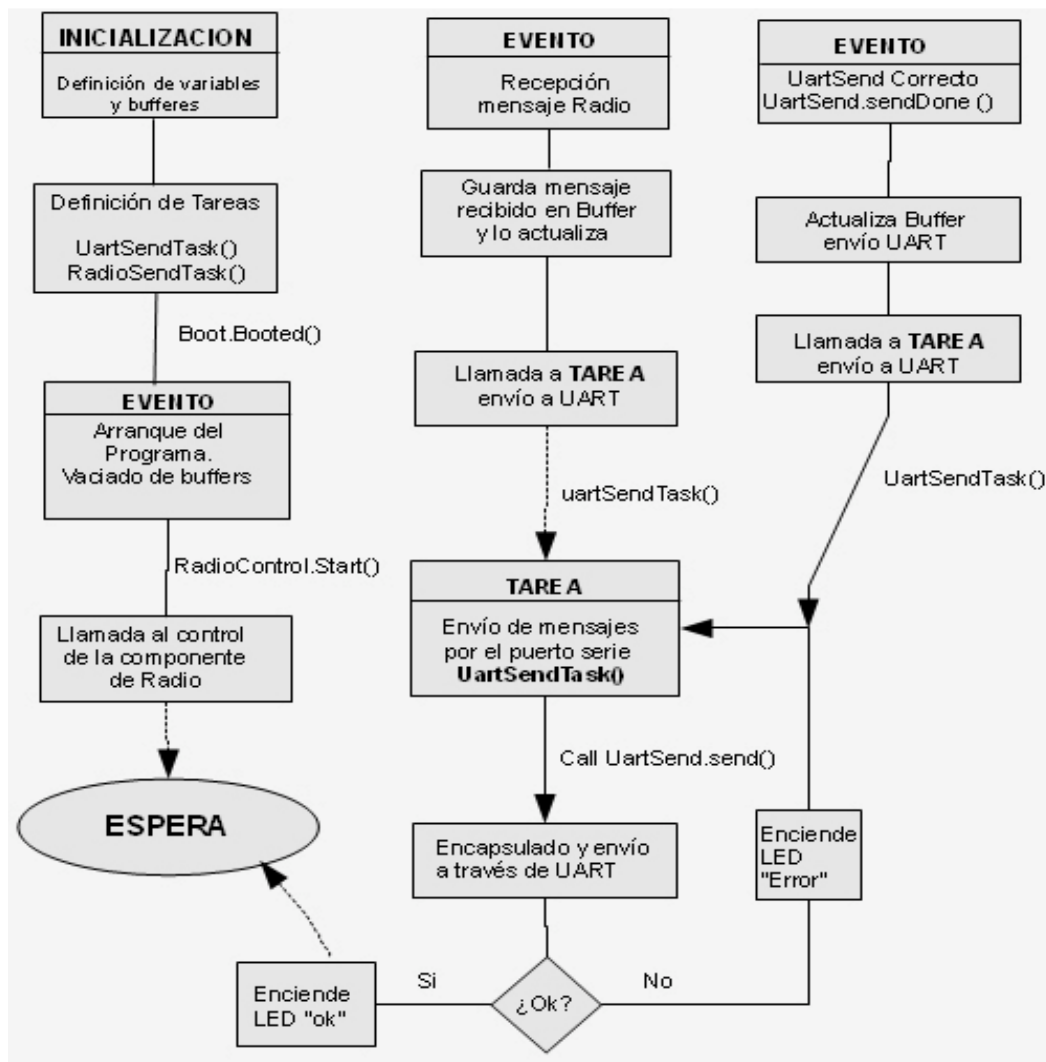 INICIALIZACION
Definición de variables
y bufferes
Definición de Tareas
UartSendTask()
RadioSendTask()
Boot.Booted()
EVENTO
Arranque del
Programa.
Vaciado de buffers
RadioControl.Start()
Llamada al control
de la componente
de Radio
ESPERA
EVENTO
Recepción
mensaje Radio
Guarda mensaje
recibido en Buffer
y lo actualiza
Llamada a TAREA
envío a UART
uartSendTask()
TAREA
Envío de mensajes
por el puerto serie
UartSendTask()
Call UartSend.send()
Encapsulado y envío
a través de UART
¿Ok?
Si
No
Enciende
LED "ok"
Enciende
LED
"Error"
EVENTO
UartSend Correcto
UartSend.sendDone ()
Actualiza Buffer
envío UART
Llamada a TAREA
envío a UART
UartSendTask()